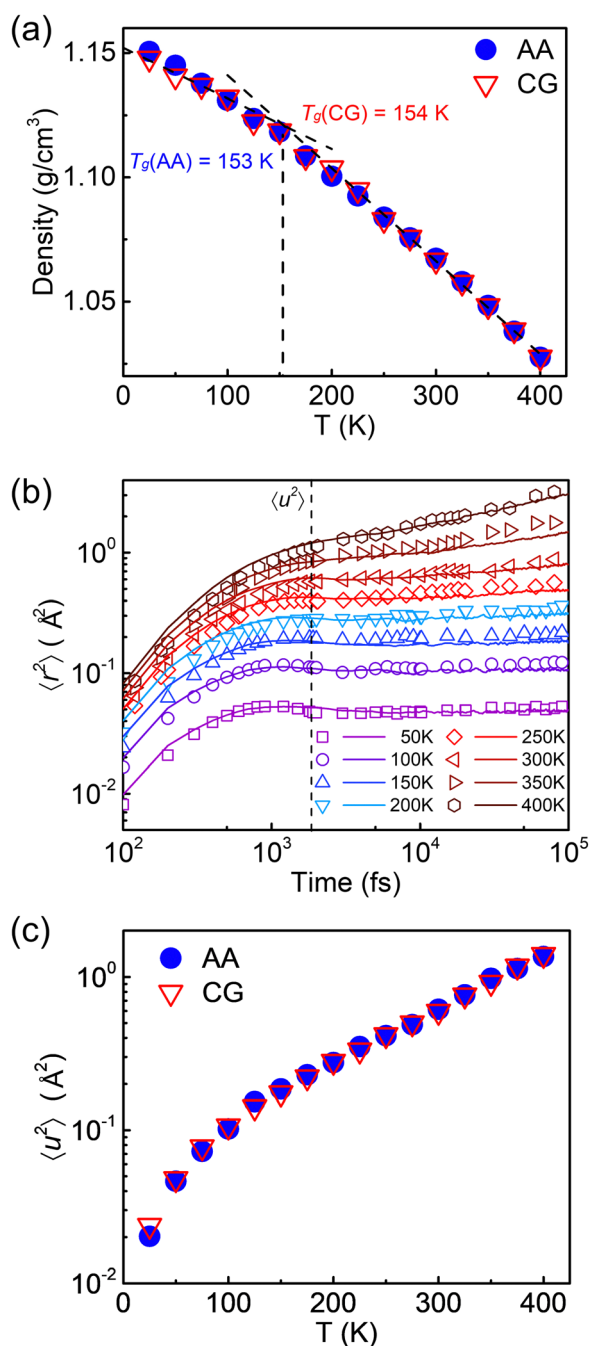 (a)
1.15
1.10
1.05
Density (g/cm³)
AA
CG
Tg(CG) = 154 K
Tg(AA) = 153 K
0 100 200 300 400
T (K)
(b)
⟨u²⟩
10⁰
10⁻¹
10⁻²
⟨r²⟩ (Å²)
50K 250K
100K 300K
150K 350K
200K 400K
10² 10³ 10⁴ 10⁵
Time (fs)
(c)
AA
CG
10⁰
10⁻¹
10⁻²
⟨u²⟩ (Å²)
0 100 200 300 400
T (K)